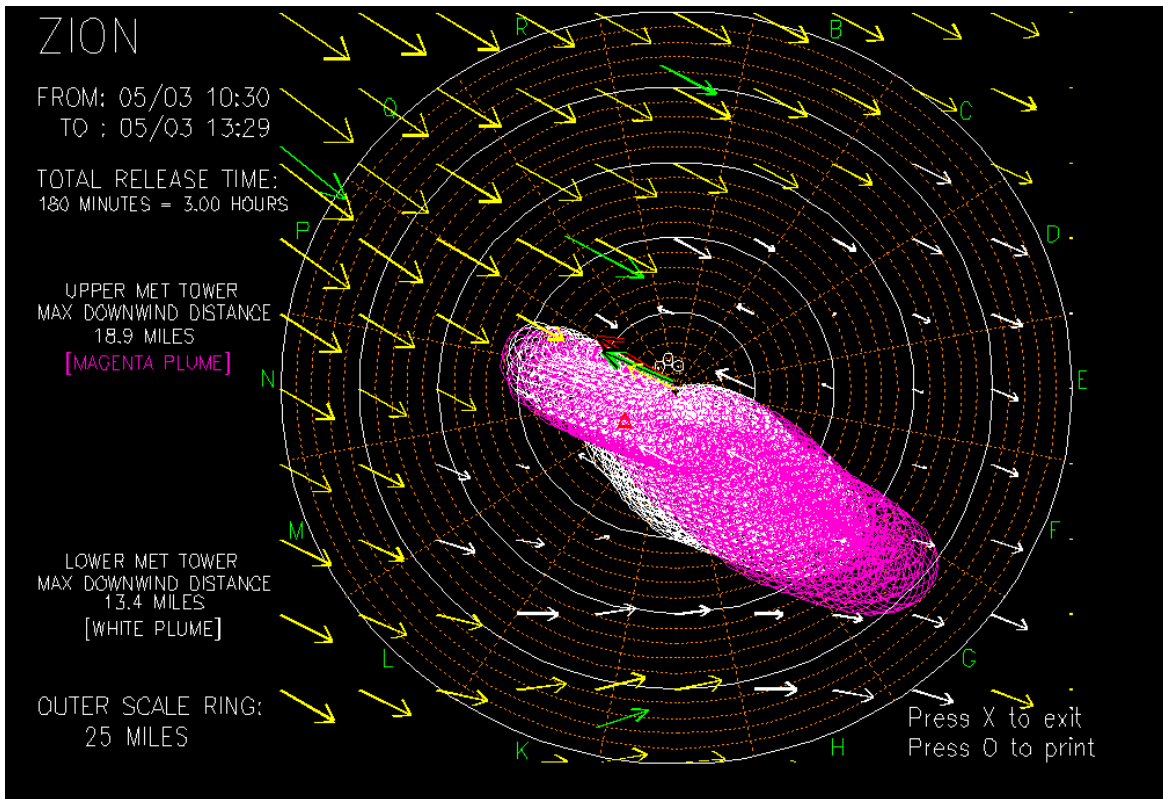 ZION
FROM: 05/03 10:30
TO : 05/03 13:29
TOTAL RELEASE TIME:
180 MINUTES = 3.00 HOURS
UPPER MET TOWER
MAX DOWNWIND DISTANCE
18.9 MILES
[MAGENTA PLUME]
LOWER MET TOWER
MAX DOWNWIND DISTANCE
13.4 MILES
[WHITE PLUME]
OUTER SCALE RING:
25 MILES
R
B
Q
C
P
D
N
E
M
F
L
G
K
H
Press X to exit
Press O to print